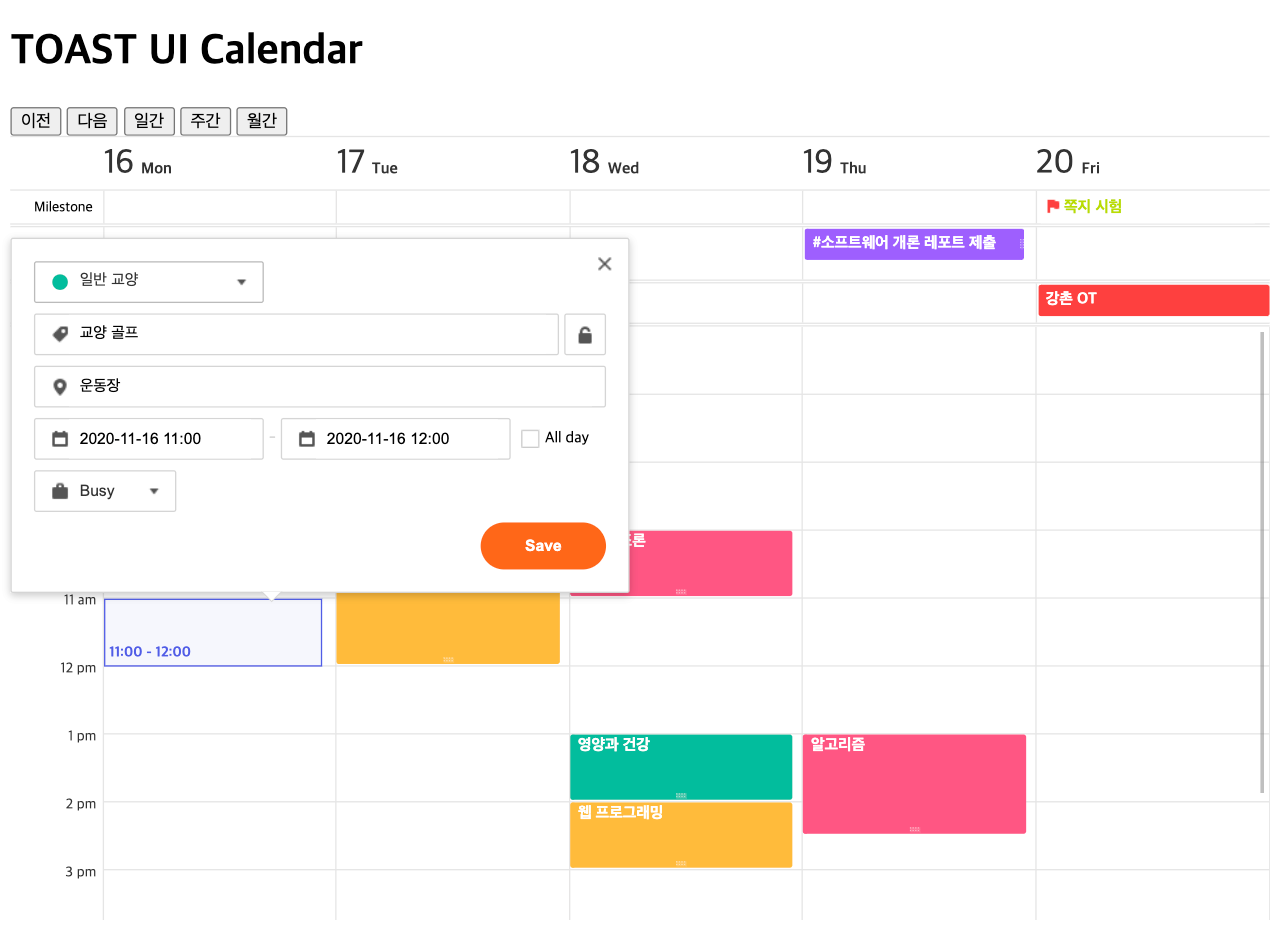 TOAST UI Calendar
이전 다음 일간 주간 월간
16 Mon 17 Tue 18 Wed 19 Thu 20 Fri
Milestone 쪽지 시험
#소프트웨어 개론 레포트 제출
강촌 OT
일반 교양
교양 골프
운동장
2020-11-16 11:00 - 2020-11-16 12:00 All day
Busy
Save
론
11 am
11:00 - 12:00
12 pm
1 pm 영양과 건강 알고리즘
2 pm 웹 프로그래밍
3 pm